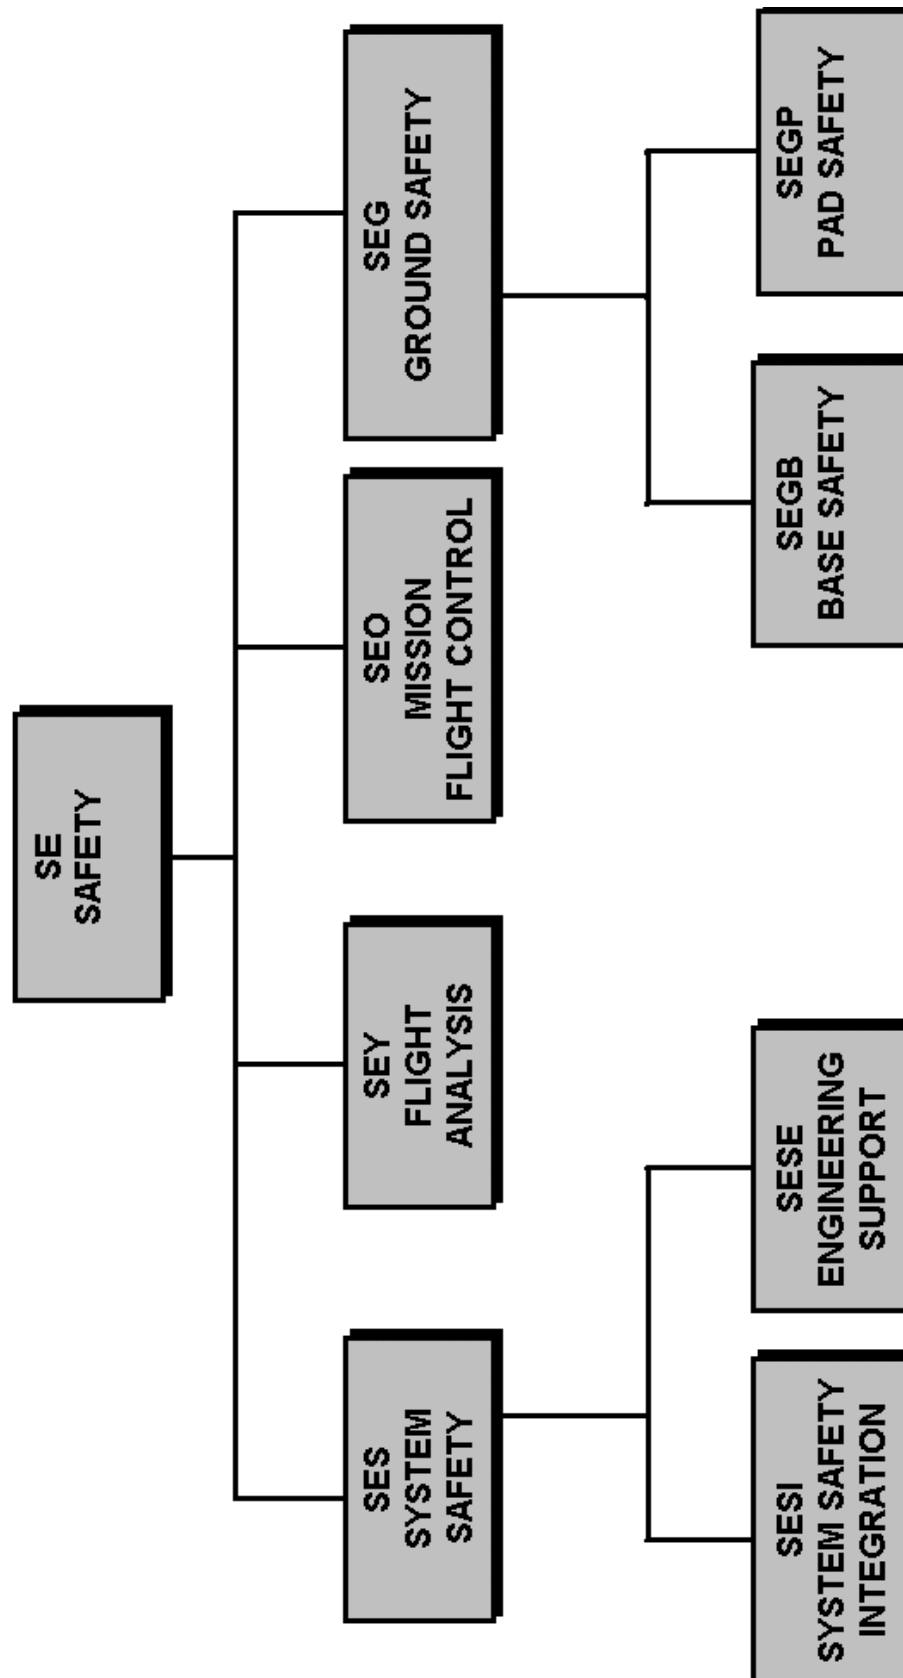 SE
SAFETY
SES
SYSTEM
SAFETY
SEY
FLIGHT
ANALYSIS
SEO
MISSION
FLIGHT CONTROL
SEG
GROUND SAFETY
SESI
SYSTEM SAFETY
INTEGRATION
SESE
ENGINEERING
SUPPORT
SEGB
BASE SAFETY
SEGP
PAD SAFETY